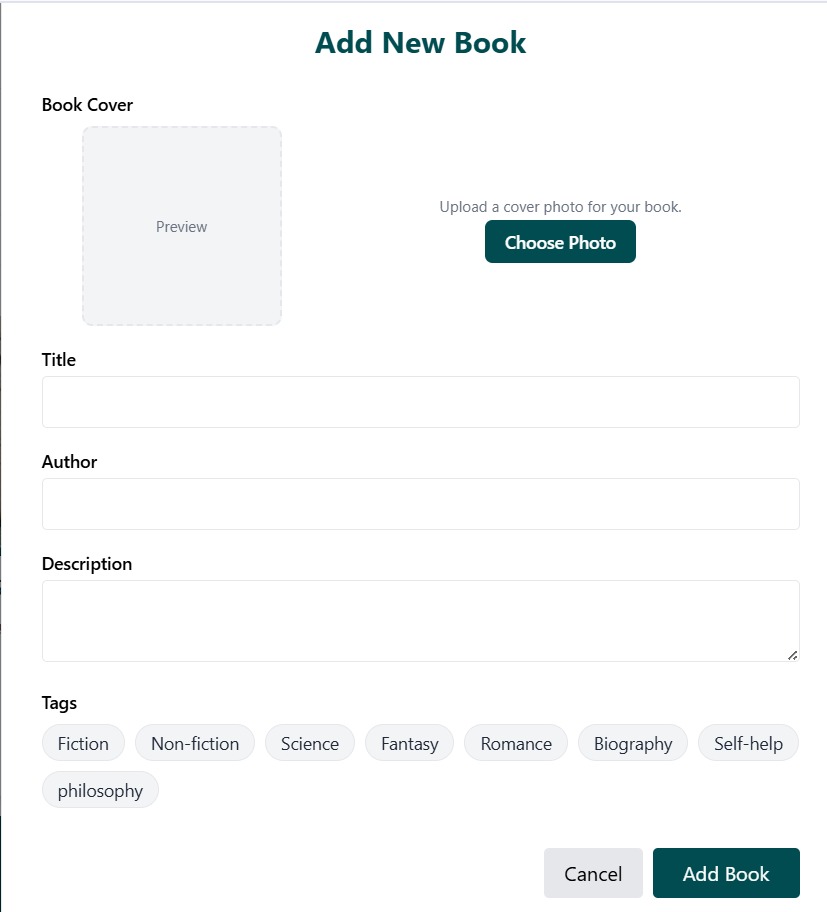 Add New Book
Book Cover
Preview
Upload a cover photo for your book.
Choose Photo
Title
Author
Description
Tags
Fiction Non-fiction Science Fantasy Romance Biography Self-help
philosophy
Cancel Add Book